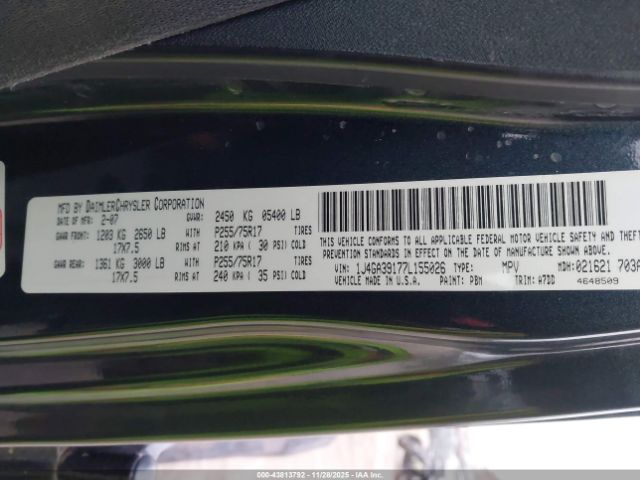 MFD BY DAIMLERCHRYSLER CORPORATION
DATE OF MFR: 2-07 GVWR: 2450 KG 05400 LB
GAWR FRONT: 1203 KG 2650 LB WITH P255/75R17 TIRES
17X7.5 RIMS AT 210 KPA ( 30 PSI) COLD
GAWR REAR: 1361 KG 3000 LB WITH P255/75R17 TIRES
17X7.5 RIMS AT 240 KPA ( 35 PSI) COLD
THIS VEHICLE CONFORMS TO ALL APPLICABLE FEDERAL MOTOR VEHICLE SAFETY AND THEFT
PREVENTION STANDARDS IN EFFECT ON THE DATE OF MANUFACTURE SHOWN ABOVE.
VIN: 1J4GA39177L155026 TYPE: MPV MDH: 021621 703A
VEHICLE MADE IN U.S.A. PAINT: PBM TRIM: A7DD 4648509
000-43813792 - 11/28/2025 - IAA Holdings, LLC - Copyright